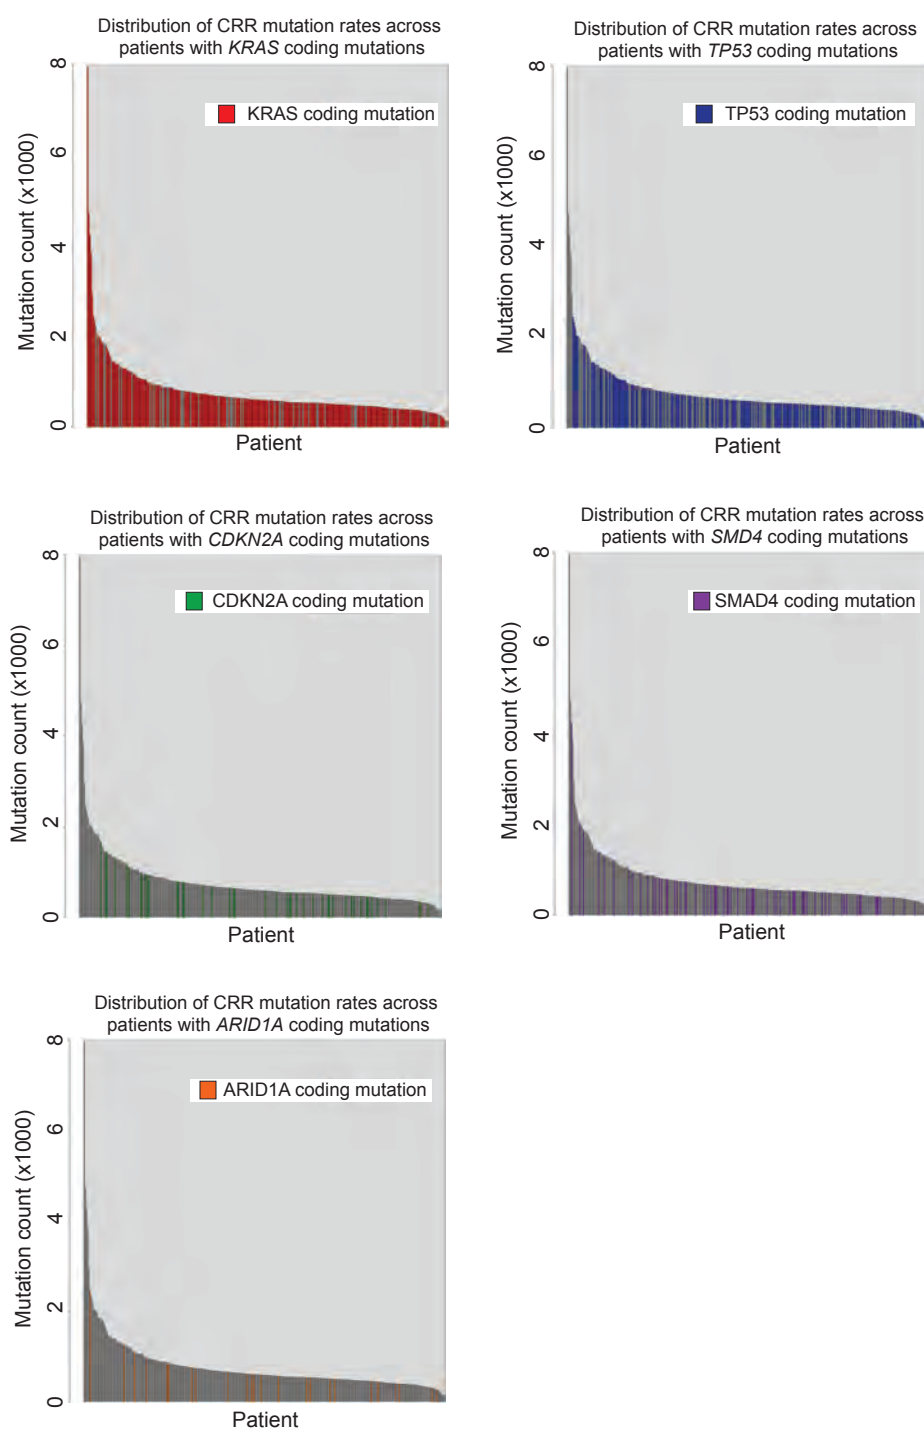 Distribution of CRR mutation rates across
patients with KRAS coding mutations
KRAS coding mutation
Mutation count (x1000)
8
6
4
2
0
Patient
Distribution of CRR mutation rates across
patients with TP53 coding mutations
TP53 coding mutation
Mutation count (x1000)
8
6
4
2
0
Patient
Distribution of CRR mutation rates across
patients with CDKN2A coding mutations
CDKN2A coding mutation
Mutation count (x1000)
8
6
4
2
0
Patient
Distribution of CRR mutation rates across
patients with SMD4 coding mutations
SMAD4 coding mutation
Mutation count (x1000)
8
6
4
2
0
Patient
Distribution of CRR mutation rates across
patients with ARID1A coding mutations
ARID1A coding mutation
Mutation count (x1000)
8
6
4
2
0
Patient